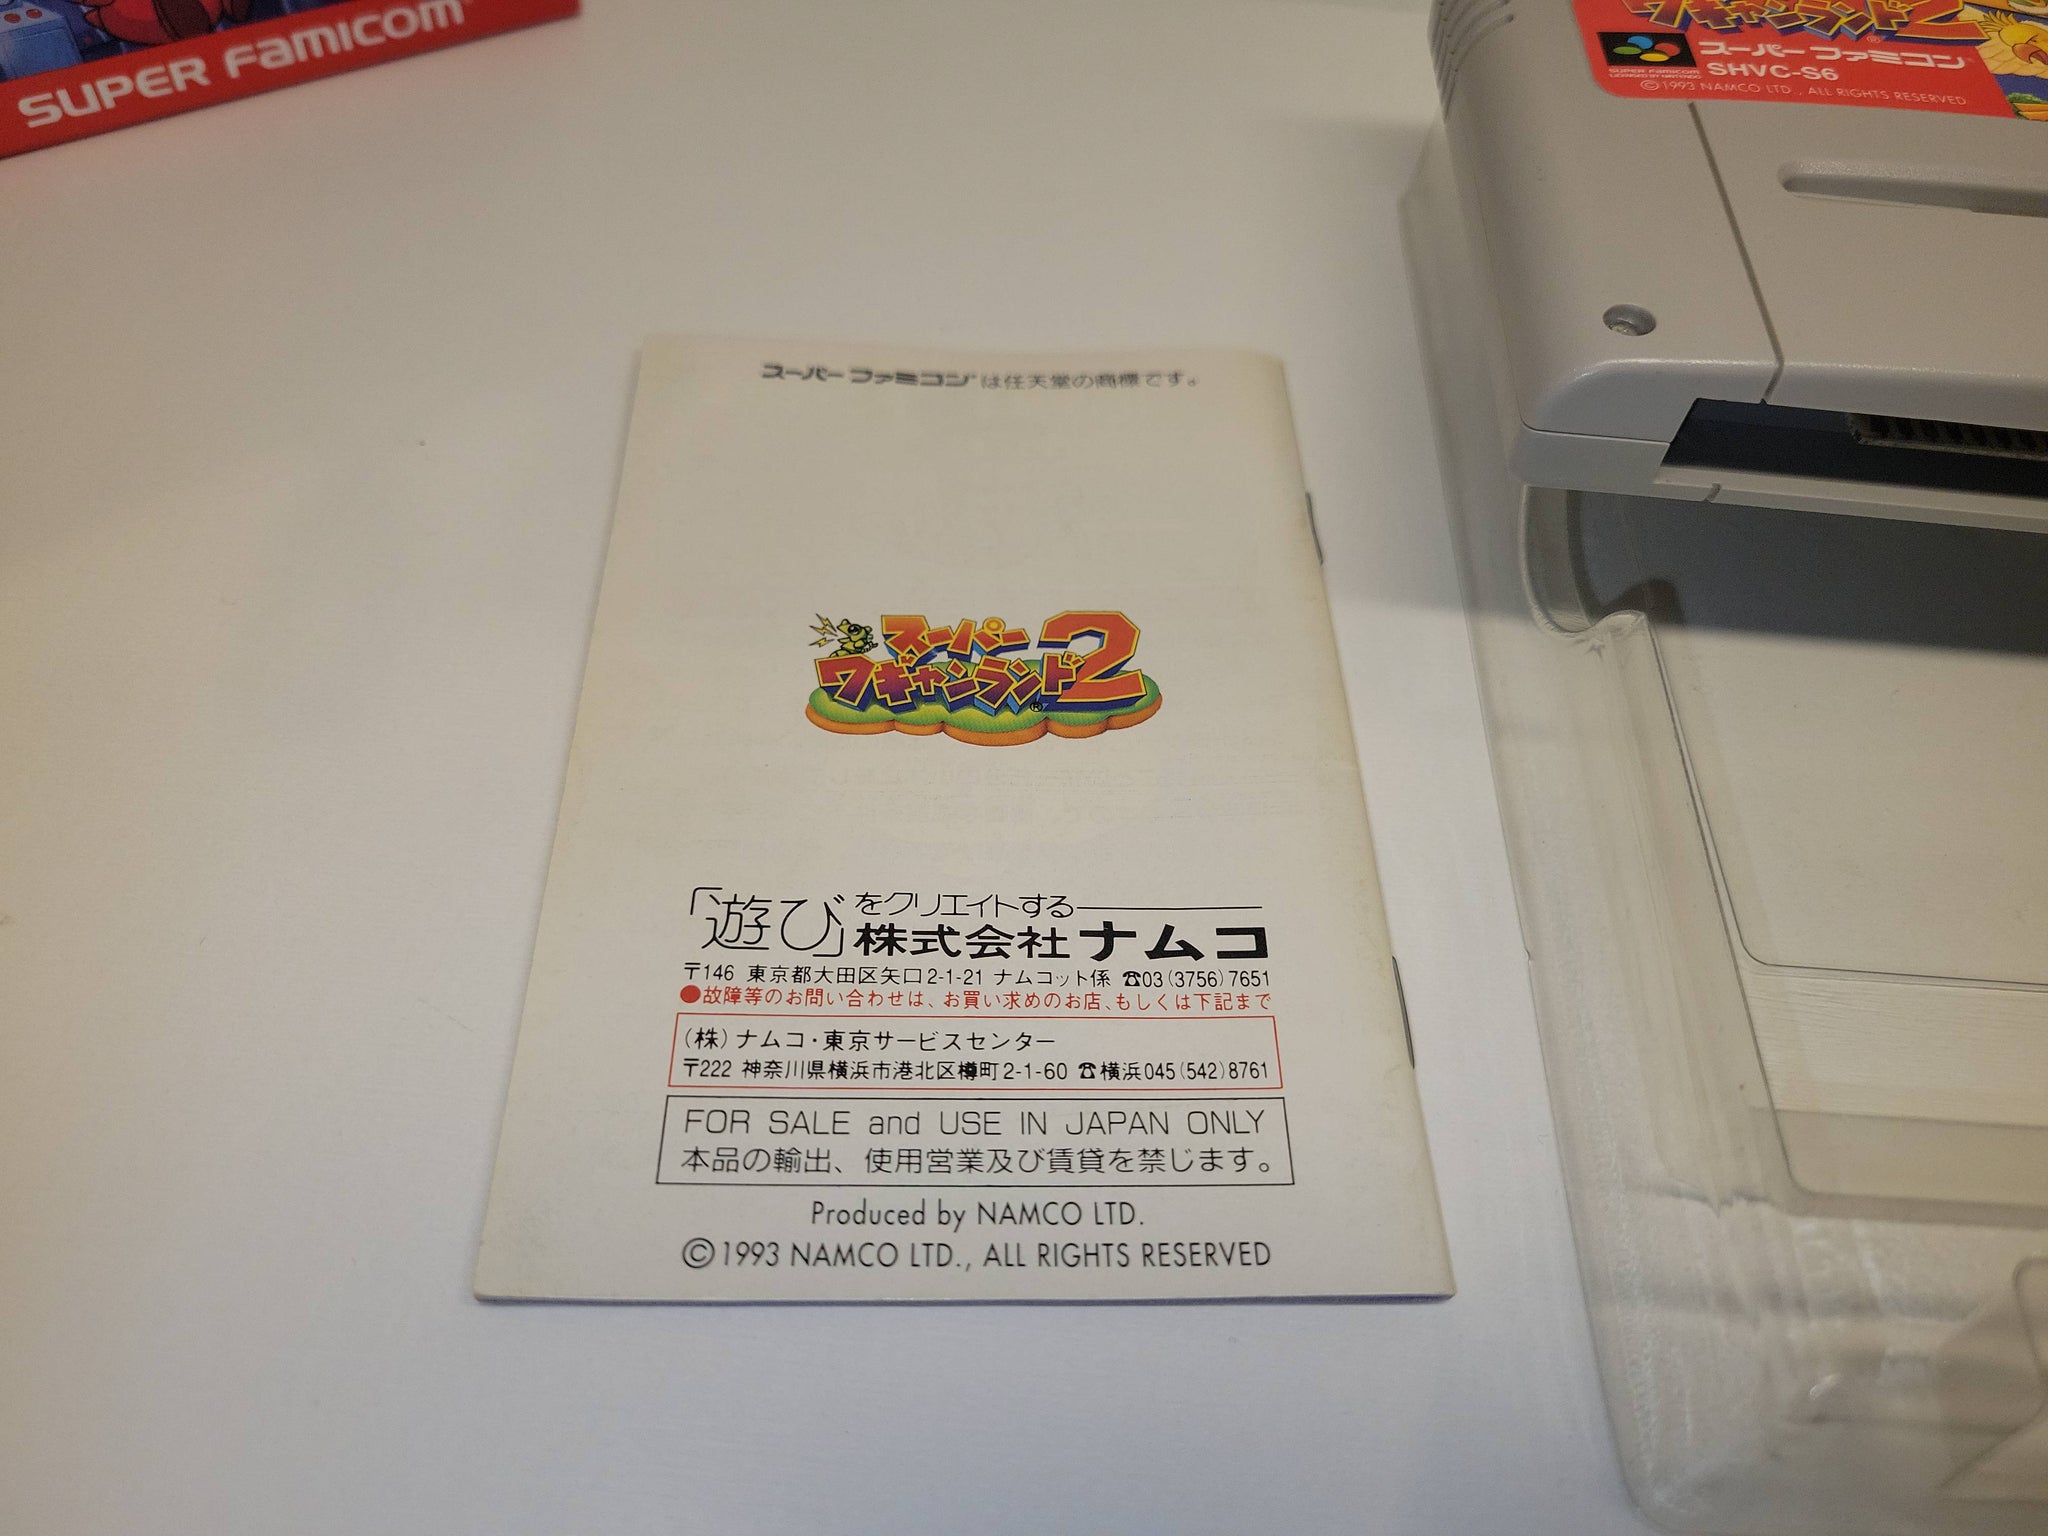 SUPER FAMICOM
ワギャンランド2
スーパーファミコン
SHVC-S6
©1993 NAMCO LTD., ALL RIGHTS RESERVED
スーパーファミコンは任天堂の商標です。
スーパー
ワギャンランド2
®
「遊び」をクリエイトする
株式会社ナムコ
〒146 東京都大田区矢口2-1-21 ナムコット係 ☎03(3756)7651
●故障等のお問い合わせは、お買い求めのお店、もしくは下記まで
(株)ナムコ・東京サービスセンター
〒222 神奈川県横浜市港北区樽町2-1-60 ☎横浜045(542)8761
FOR SALE and USE IN JAPAN ONLY
本品の輸出、使用営業及び賃貸を禁じます。
Produced by NAMCO LTD.
©1993 NAMCO LTD., ALL RIGHTS RESERVED